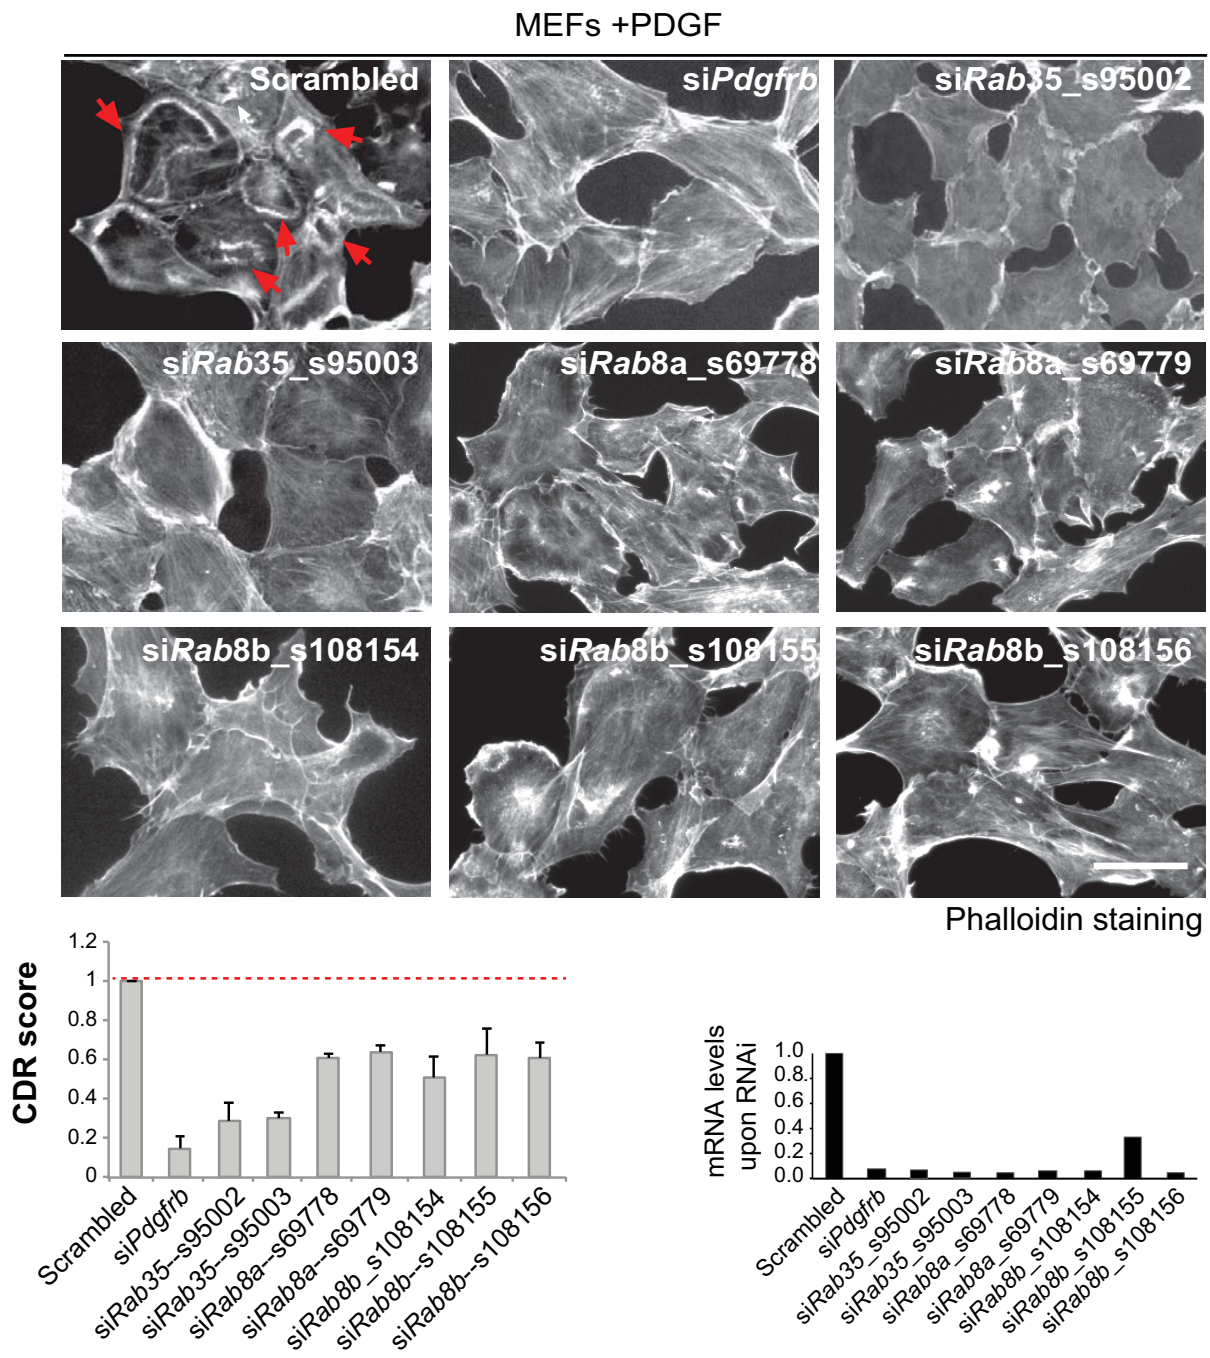 MEFs +PDGF
Scrambled
siPdgfrb
siRab35_s95002
siRab35_s95003
siRab8a_s69778
siRab8a_s69779
siRab8b_s108154
siRab8b_s108155
siRab8b_s108156
Phalloidin staining
CDR score
1.2
1
0.8
0.6
0.4
0.2
0
Scrambled
siPdgfrb
siRab35--s95002
siRab35--s95003
siRab8a--s69778
siRab8a--s69779
siRab8b_s108154
siRab8b--s108155
siRab8b--s108156
mRNA levels
upon RNAi
1.0
0.8
0.6
0.4
0.2
0.0
Scrambled
siPdgfrb
siRab35_s95002
siRab35_s95003
siRab8a_s69778
siRab8a_s69779
siRab8b_s108154
siRab8b_s108155
siRab8b_s108156